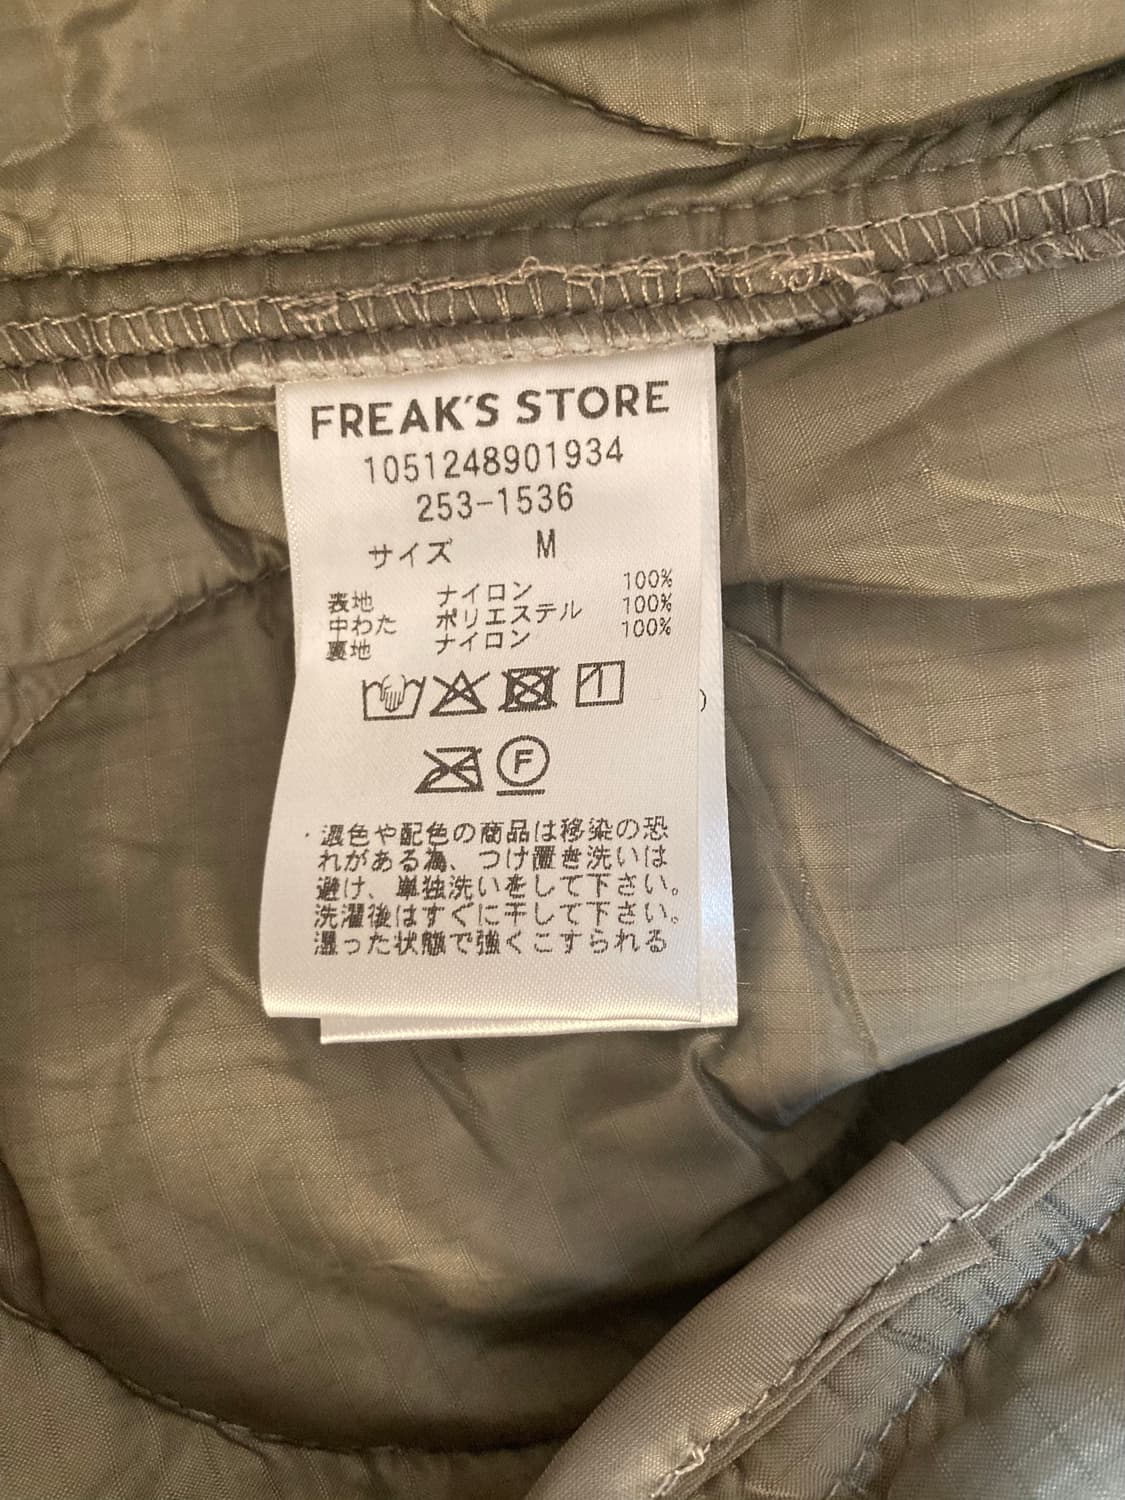 FREAK'S STORE
1051248901934
253-1536
サイズ M
表地 ナイロン 100%
中わた ポリエステル 100%
裏地 ナイロン 100%
F
・濃色や配色の商品は移染の恐
れがある為、つけ置き洗いは
避け、単独洗いをして下さい。
洗濯後はすぐに干して下さい。
湿った状態で強くこすられる